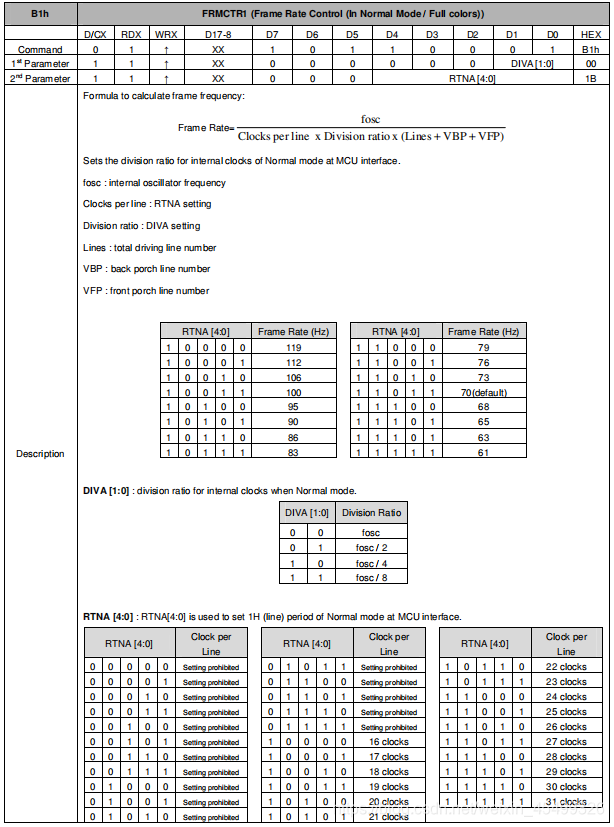 B1h FRMCTR1 (Frame Rate Control (In Normal Mode / Full colors))
D/CX RDX WRX D17-8 D7 D6 D5 D4 D3 D2 D1 D0 HEX
Command 0 1 ↑ XX 1 0 1 1 0 0 0 1 B1h
1st Parameter 1 1 ↑ XX 0 0 0 0 0 0 DIVA [1:0] 00
2nd Parameter 1 1 ↑ XX 0 0 0 RTNA [4:0] 1B
Description
Formula to calculate frame frequency:
Frame Rate= fosc
Clocks per line x Division ratio x (Lines + VBP + VFP)
Sets the division ratio for internal clocks of Normal mode at MCU interface.
fosc : internal oscillator frequency
Clocks per line : RTNA setting
Division ratio : DIVA setting
Lines : total driving line number
VBP : back porch line number
VFP : front porch line number
RTNA [4:0] Frame Rate (Hz) RTNA [4:0] Frame Rate (Hz)
1 0 0 0 0 119 1 1 0 0 0 79
1 0 0 0 1 112 1 1 0 0 1 76
1 0 0 1 0 106 1 1 0 1 0 73
1 0 0 1 1 100 1 1 0 1 1 70(default)
1 0 1 0 0 95 1 1 1 0 0 68
1 0 1 0 1 90 1 1 1 0 1 65
1 0 1 1 0 86 1 1 1 1 0 63
1 0 1 1 1 83 1 1 1 1 1 61
DIVA [1:0] : division ratio for internal clocks when Normal mode.
DIVA [1:0] Division Ratio
0 0 fosc
0 1 fosc / 2
1 0 fosc / 4
1 1 fosc / 8
RTNA [4:0] : RTNA[4:0] is used to set 1H (line) period of Normal mode at MCU interface.
RTNA [4:0] Clock per Line RTNA [4:0] Clock per Line RTNA [4:0] Clock per Line
0 0 0 0 0 Setting prohibited 0 1 0 1 1 Setting prohibited 1 0 1 1 0 22 clocks
0 0 0 0 1 Setting prohibited 0 1 1 0 0 Setting prohibited 1 0 1 1 1 23 clocks
0 0 0 1 0 Setting prohibited 0 1 1 0 1 Setting prohibited 1 1 0 0 0 24 clocks
0 0 0 1 1 Setting prohibited 0 1 1 1 0 Setting prohibited 1 1 0 0 1 25 clocks
0 0 1 0 0 Setting prohibited 0 1 1 1 1 Setting prohibited 1 1 0 1 0 26 clocks
0 0 1 0 1 Setting prohibited 1 0 0 0 0 16 clocks 1 1 0 1 1 27 clocks
0 0 1 1 0 Setting prohibited 1 0 0 0 1 17 clocks 1 1 1 0 0 28 clocks
0 0 1 1 1 Setting prohibited 1 0 0 1 0 18 clocks 1 1 1 0 1 29 clocks
0 1 0 0 0 Setting prohibited 1 0 0 1 1 19 clocks 1 1 1 1 0 30 clocks
0 1 0 0 1 Setting prohibited 1 0 1 0 0 20 clocks 1 1 1 1 1 31 clocks
0 1 0 1 0 Setting prohibited 1 0 1 0 1 21 clocks